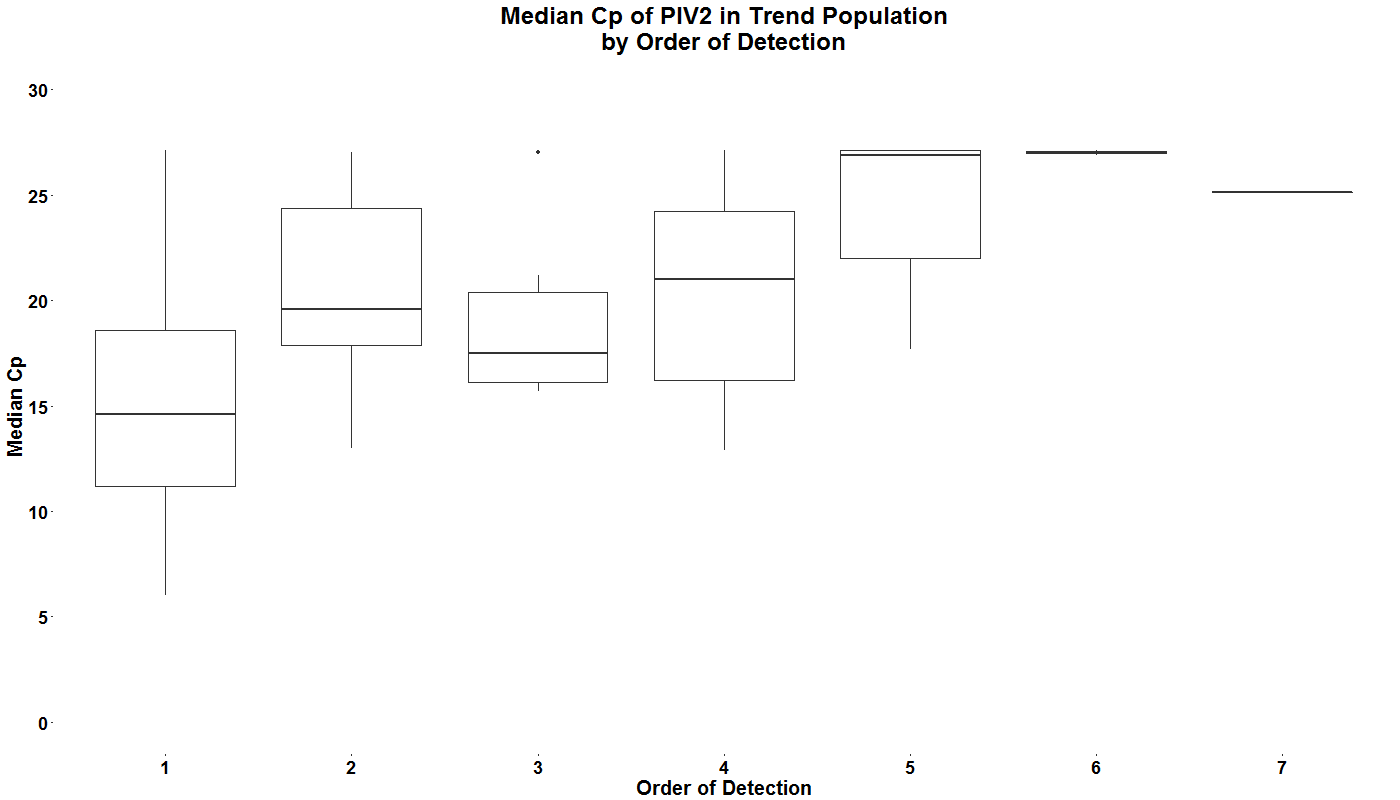 Median Cp of PIV2 in Trend Population
by Order of Detection
30
25
20
15
10
5
0
Median Cp
1 2 3 4 5 6 7
Order of Detection